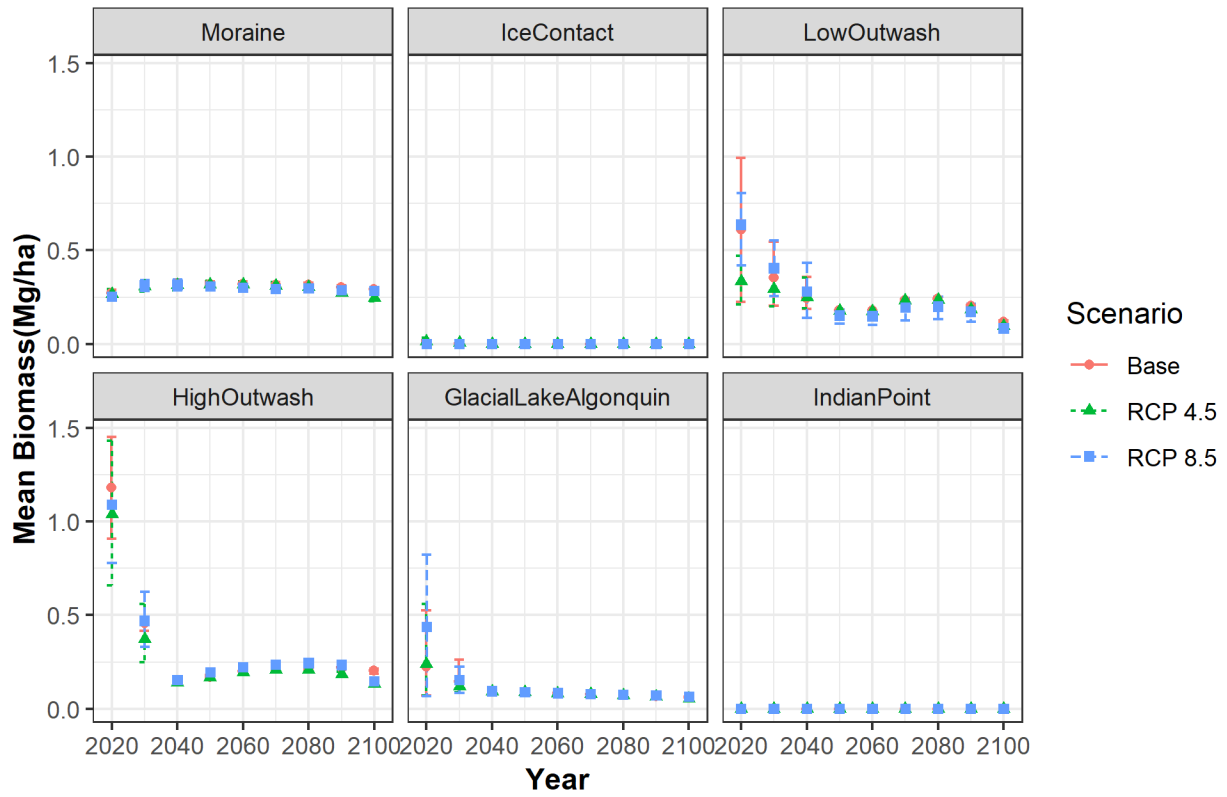 Moraine IceContact LowOutwash
1.5
1.0
0.5
0.0
HighOutwash GlacialLakeAlgonquin IndianPoint
1.5
1.0
0.5
0.0
2020 2040 2060 2080 2100 2020 2040 2060 2080 2100 2020 2040 2060 2080 2100
Year
Mean Biomass(Mg/ha)
Scenario
Base
RCP 4.5
RCP 8.5